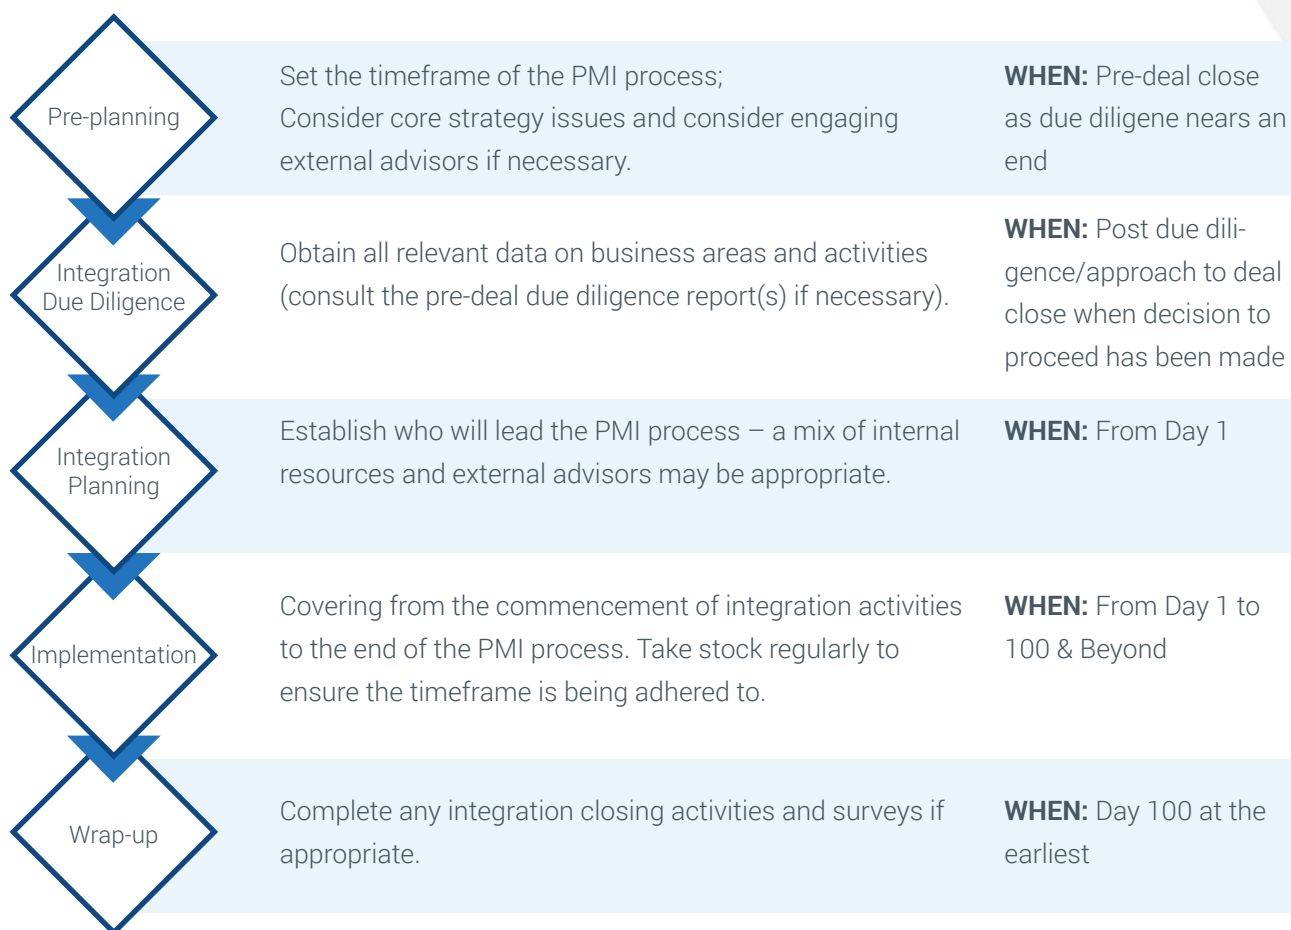 Pre-planning
Set the timeframe of the PMI process;
Consider core strategy issues and consider engaging
external advisors if necessary.
WHEN: Pre-deal close
as due diligene nears an
end
Integration
Due Diligence
Obtain all relevant data on business areas and activities
(consult the pre-deal due diligence report(s) if necessary).
WHEN: Post due dili-
gence/approach to deal
close when decision to
proceed has been made
Integration
Planning
Establish who will lead the PMI process – a mix of internal
resources and external advisors may be appropriate.
WHEN: From Day 1
Implementation
Covering from the commencement of integration activities
to the end of the PMI process. Take stock regularly to
ensure the timeframe is being adhered to.
WHEN: From Day 1 to
100 & Beyond
Wrap-up
Complete any integration closing activities and surveys if
appropriate.
WHEN: Day 100 at the
earliest